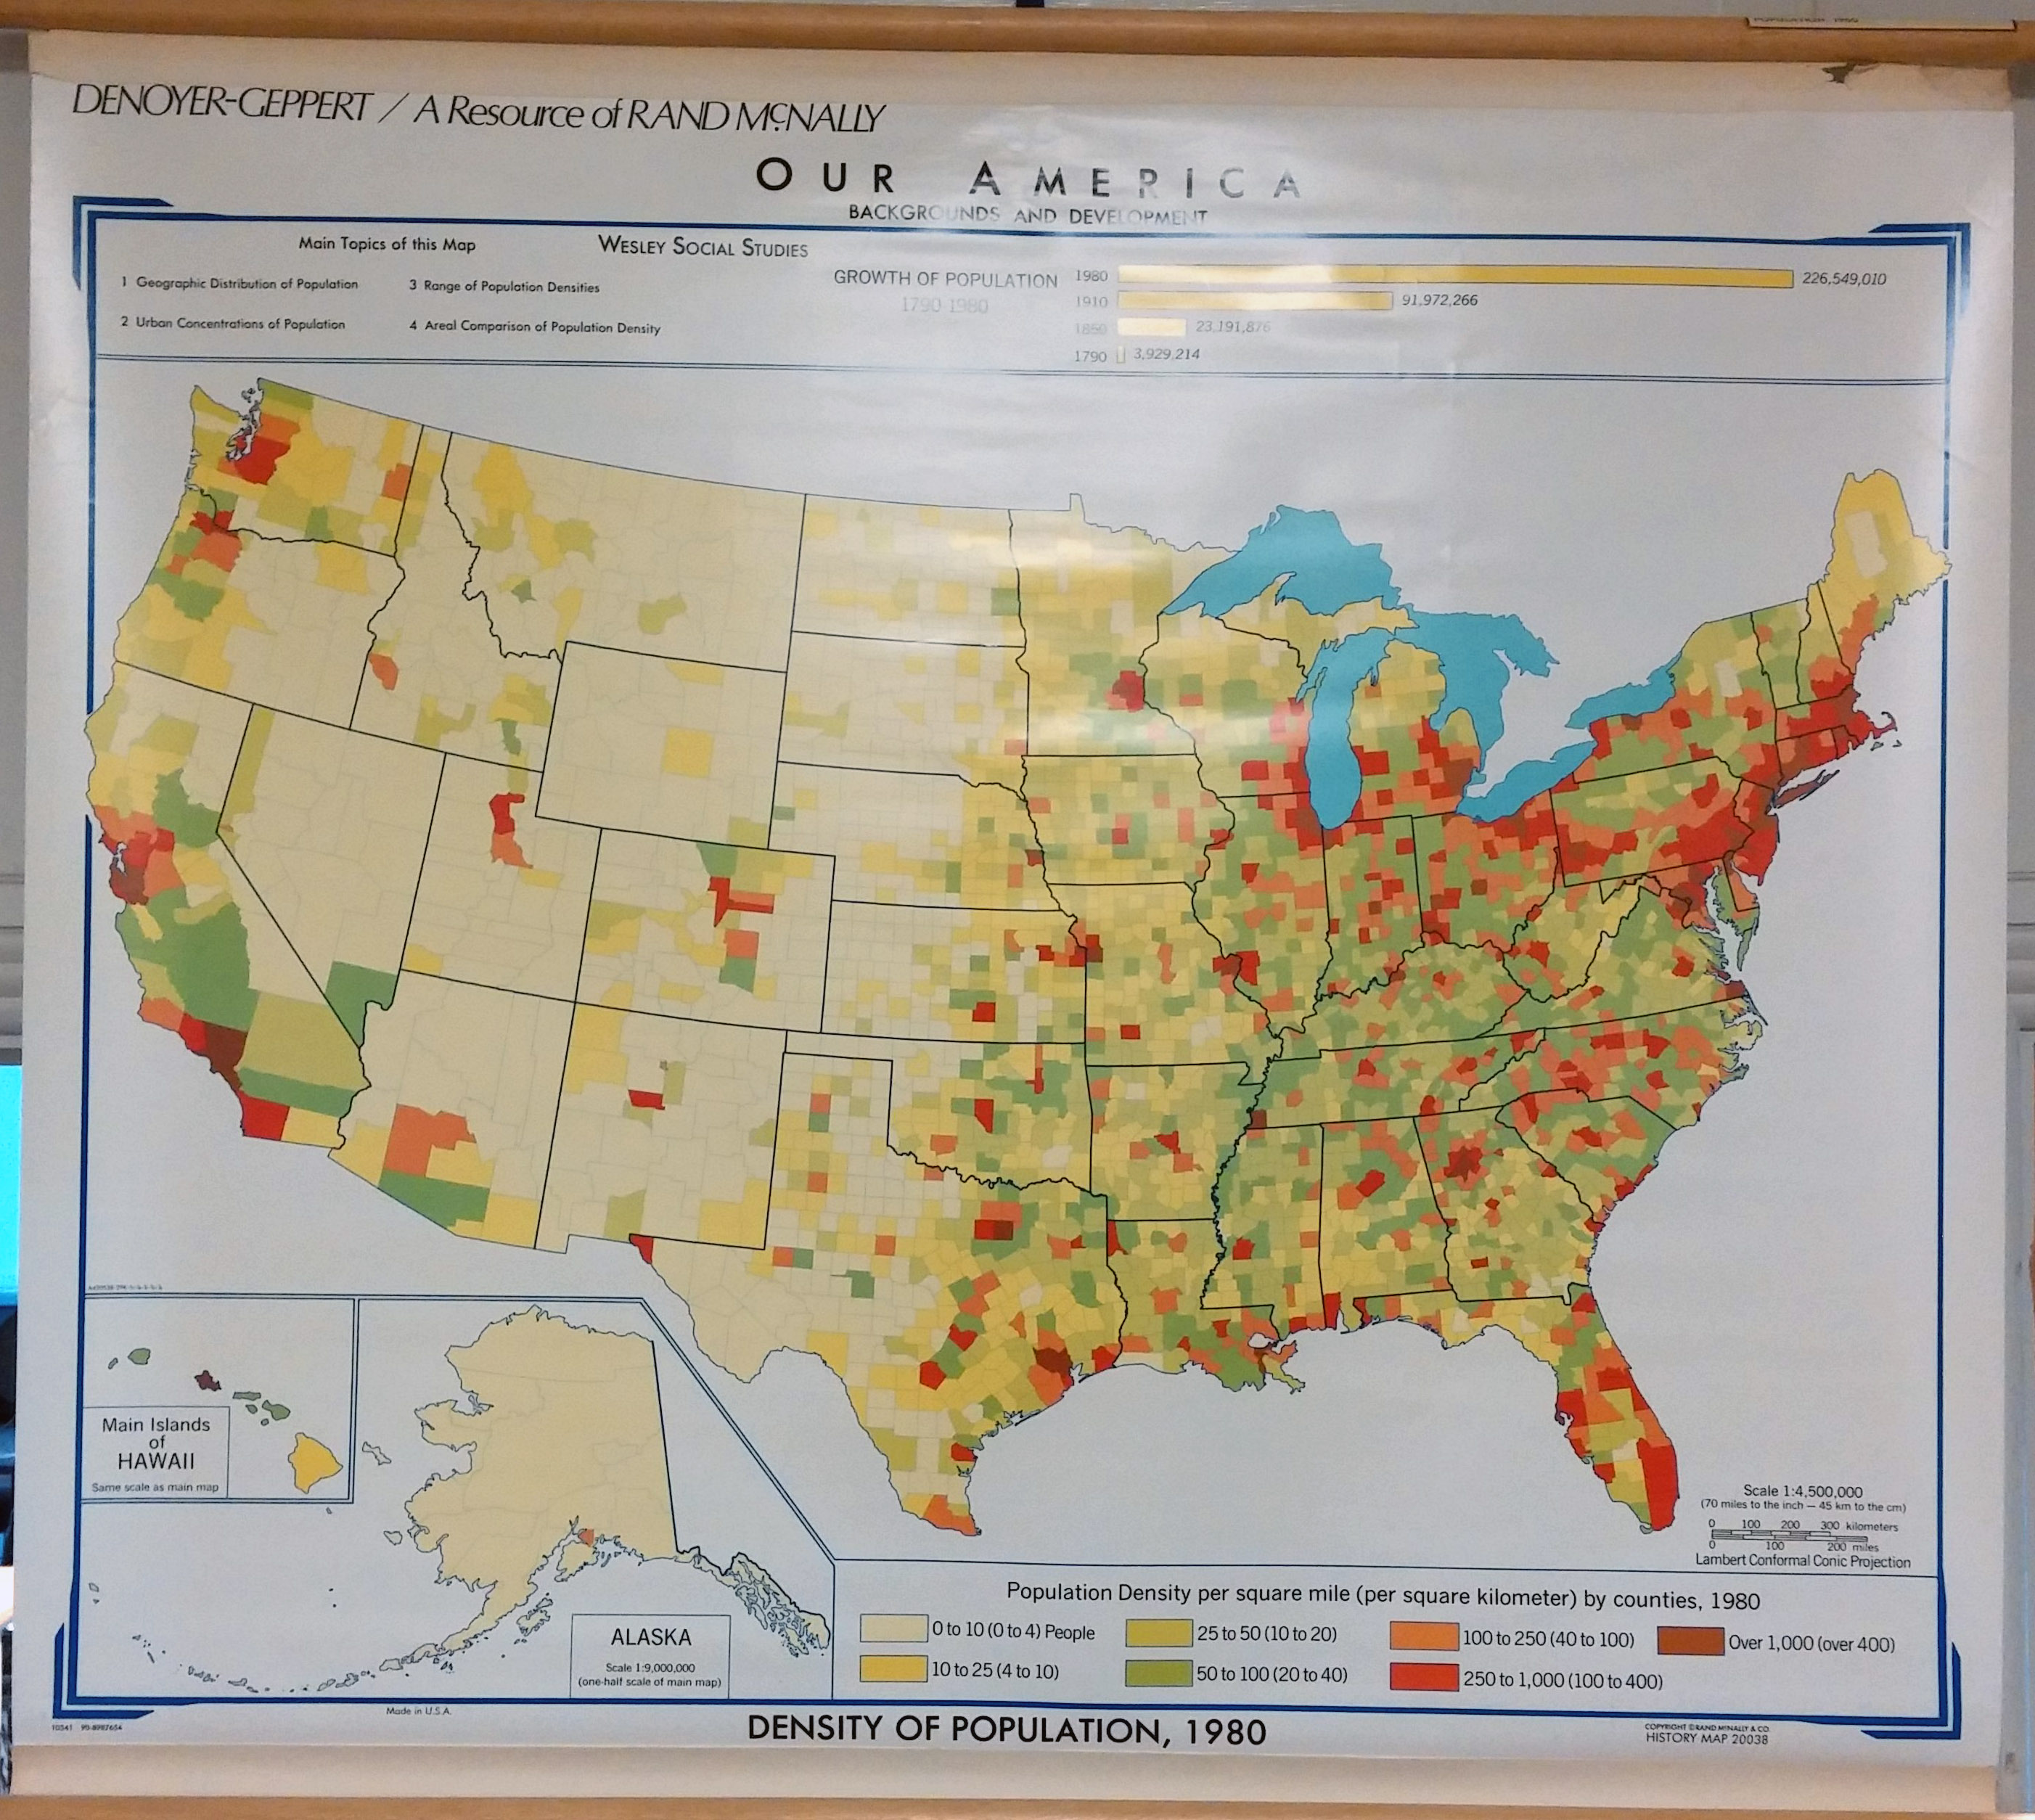 DENOYER-GEPPERT / A Resource of RAND McNALLY
OUR AMERICA
BACKGROUNDS AND DEVELOPMENT
Main Topics of this Map
WESLEY SOCIAL STUDIES
1 Geographic Distribution of Population
3 Range of Population Densities
2 Urban Concentrations of Population
4 Areal Comparison of Population Density
GROWTH OF POPULATION
1790-1980
1980 226,549,010
1910 91,972,266
1850 23,191,876
1790 3,929,214
Main Islands
of
HAWAII
Same scale as main map
ALASKA
Scale 1:9,000,000
(one-half scale of main map)
Scale 1:4,500,000
(70 miles to the inch — 45 km to the cm)
0 100 200 300 kilometers
0 100 200 miles
Lambert Conformal Conic Projection
Population Density per square mile (per square kilometer) by counties, 1980
0 to 10 (0 to 4) People
25 to 50 (10 to 20)
100 to 250 (40 to 100)
Over 1,000 (over 400)
10 to 25 (4 to 10)
50 to 100 (20 to 40)
250 to 1,000 (100 to 400)
Made in U.S.A.
DENSITY OF POPULATION, 1980
COPYRIGHT © RAND McNALLY & CO.
HISTORY MAP 20038